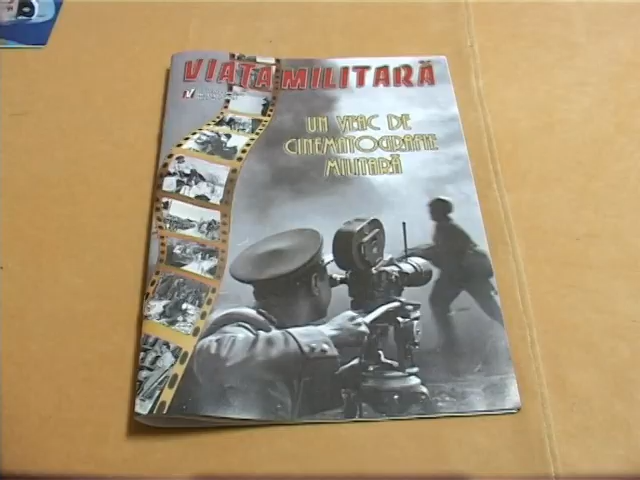 VIAȚA MILITARĂ
UN VEAC DE
CINEMATOGRAFIE
MILITARĂ